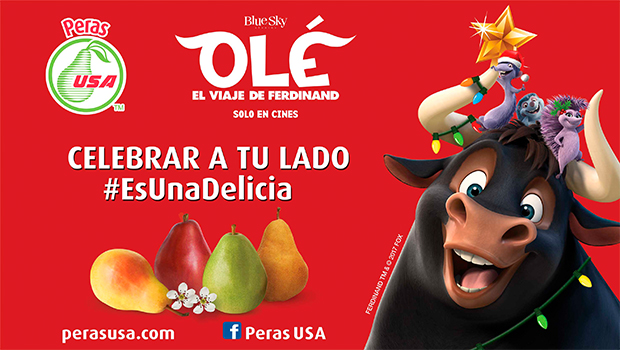 Peras
USA
TM
BLUE SKY
OLÉ
EL VIAJE DE FERDINAND
SOLO EN CINES
CELEBRAR A TU LADO
#EsUnaDelicia
perasusa.com
f Peras USA
FERDINAND TM & © 2017 FOX